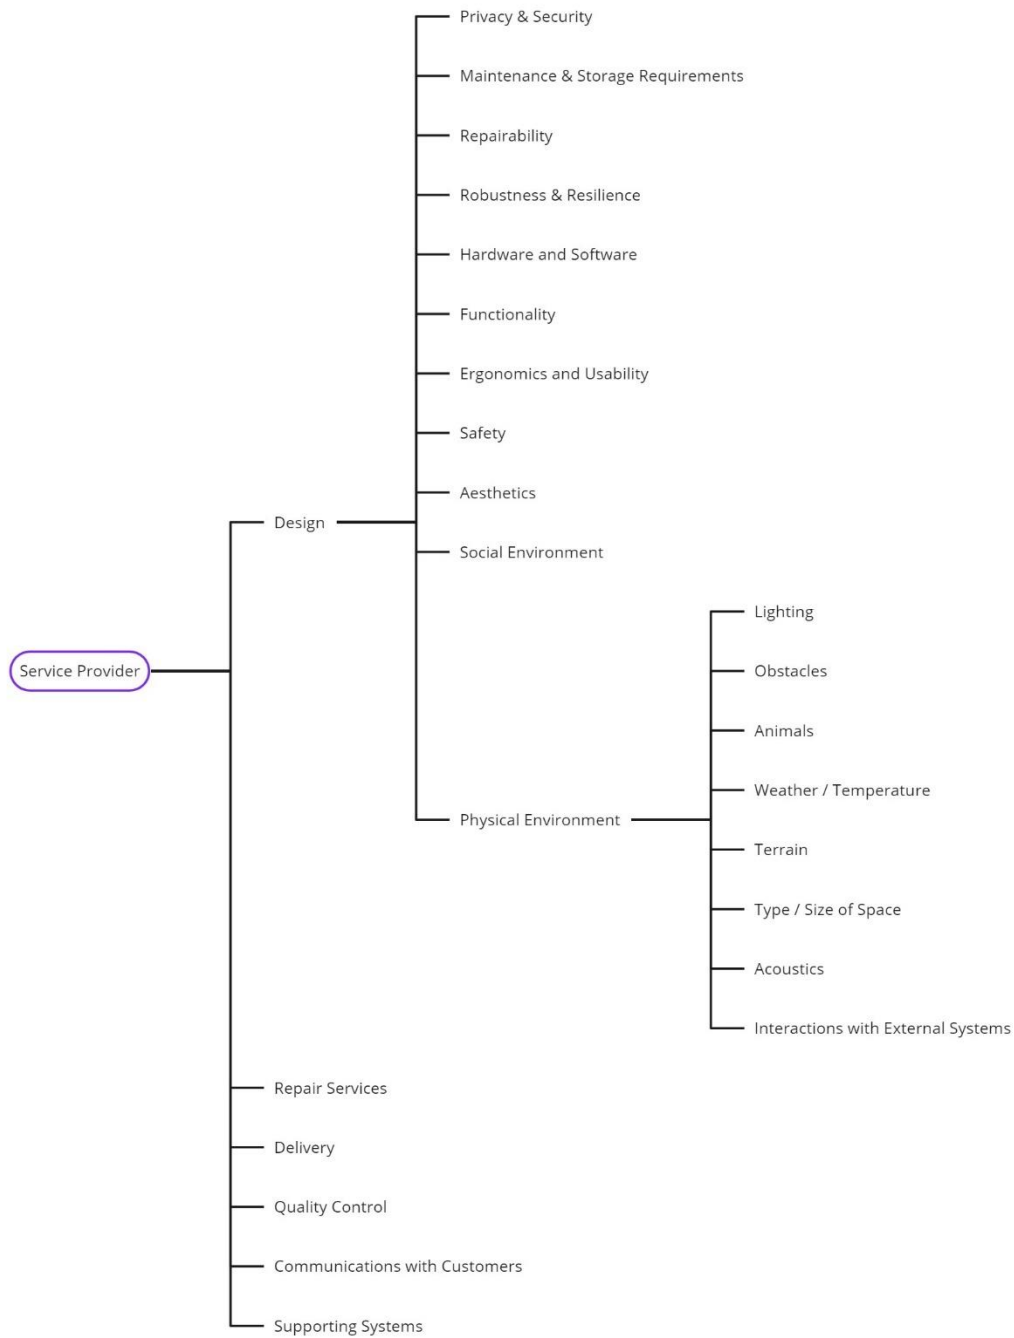 Privacy & Security
Maintenance & Storage Requirements
Repairability
Robustness & Resilience
Hardware and Software
Functionality
Ergonomics and Usability
Safety
Aesthetics
Design
Social Environment
Lighting
Service Provider
Obstacles
Animals
Weather / Temperature
Physical Environment
Terrain
Type / Size of Space
Acoustics
Interactions with External Systems
Repair Services
Delivery
Quality Control
Communications with Customers
Supporting Systems